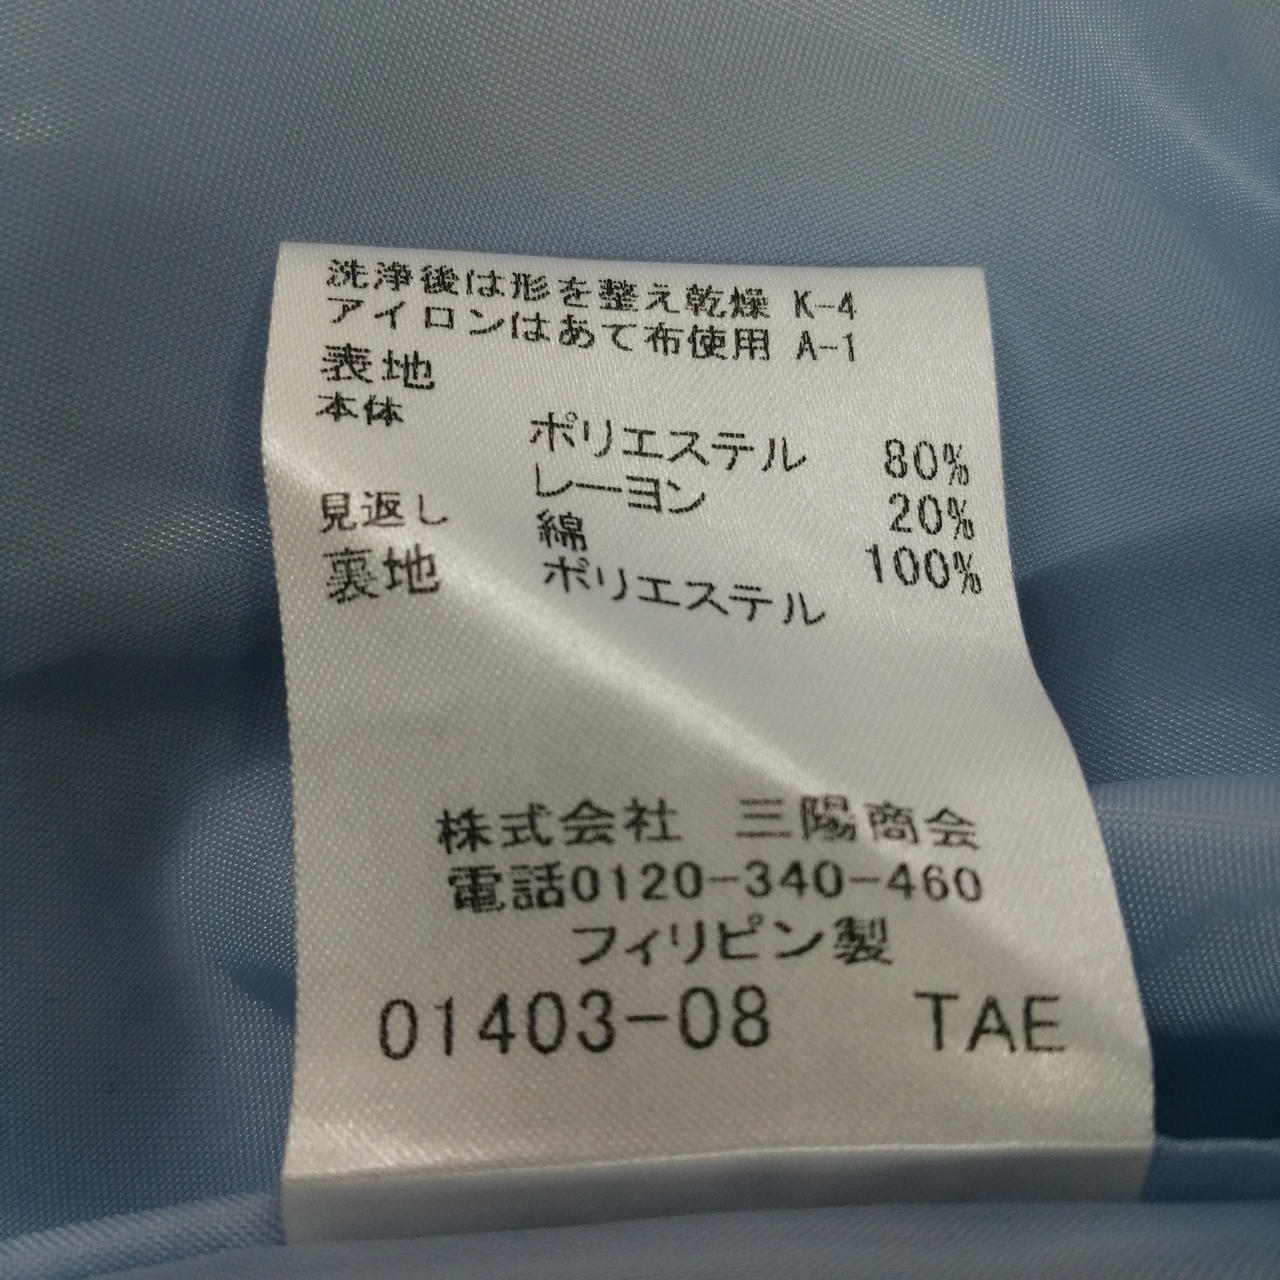 洗浄後は形を整え乾燥 K-4
アイロンはあて布使用 A-1
表地
本体 ポリエステル 80%
レーヨン 20%
見返し 綿 100%
裏地 ポリエステル
株式会社 三陽商会
電話0120-340-460
フィリピン製
01403-08 TAE